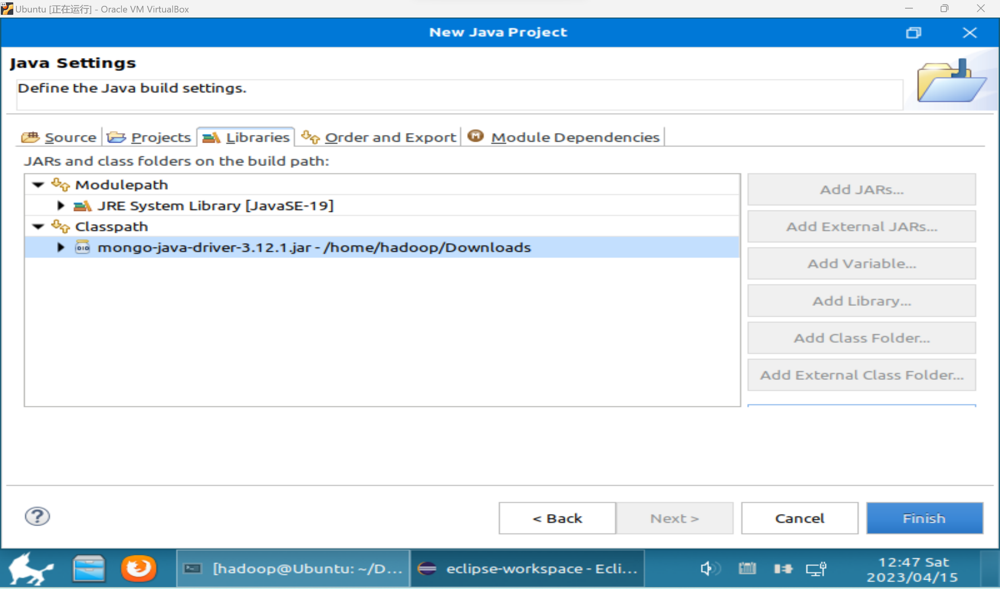 Ubuntu [正在运行] - Oracle VM VirtualBox
New Java Project
Java Settings
Define the Java build settings.
Source Projects Libraries Order and Export Module Dependencies
JARs and class folders on the build path:
Modulepath
JRE System Library [JavaSE-19]
Classpath
mongo-java-driver-3.12.1.jar - /home/hadoop/Downloads
Add JARs...
Add External JARs...
Add Variable...
Add Library...
Add Class Folder...
Add External Class Folder...
< Back Next > Cancel Finish
[hadoop@Ubuntu: ~/D... eclipse-workspace - Ecli... 12:47 Sat
2023/04/15